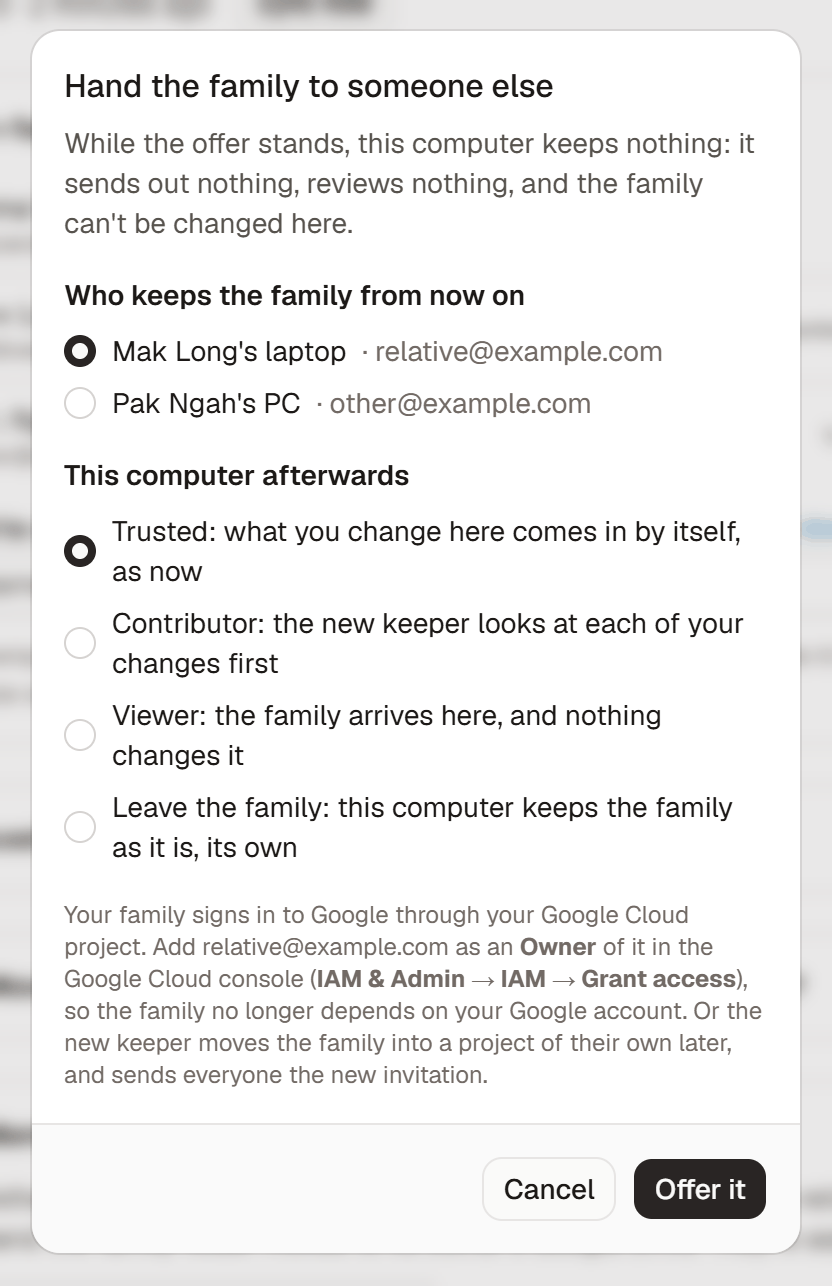 Hand the family to someone else
While the offer stands, this computer keeps nothing: it
sends out nothing, reviews nothing, and the family
can't be changed here.
Who keeps the family from now on
Mak Long's laptop · relative@example.com
Pak Ngah's PC · other@example.com
This computer afterwards
Trusted: what you change here comes in by itself,
as now
Contributor: the new keeper looks at each of your
changes first
Viewer: the family arrives here, and nothing
changes it
Leave the family: this computer keeps the family
as it is, its own
Your family signs in to Google through your Google Cloud
project. Add relative@example.com as an Owner of it in the
Google Cloud console (IAM & Admin → IAM → Grant access),
so the family no longer depends on your Google account. Or the
new keeper moves the family into a project of their own later,
and sends everyone the new invitation.
Cancel Offer it